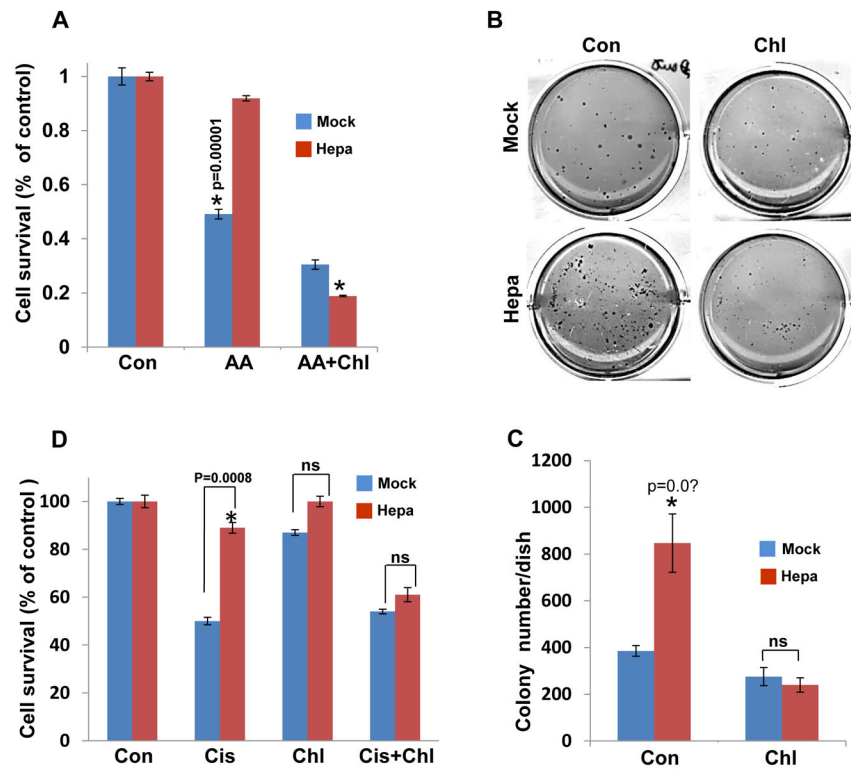 A
Cell survival (% of control)
1
0.8
0.6
0.4
0.2
0
Mock
Hepa
* p=0.00001
*
Con AA AA+Chl
B
Con Chl
Mock
Hepa
D
Cell survival (% of control )
100
80
60
40
20
0
P=0.0008
*
ns
ns
Mock
Hepa
Con Cis Chl Cis+Chl
C
Colony number/dish
1200
1000
800
600
400
200
0
p=0.0?
*
ns
Mock
Hepa
Con Chl